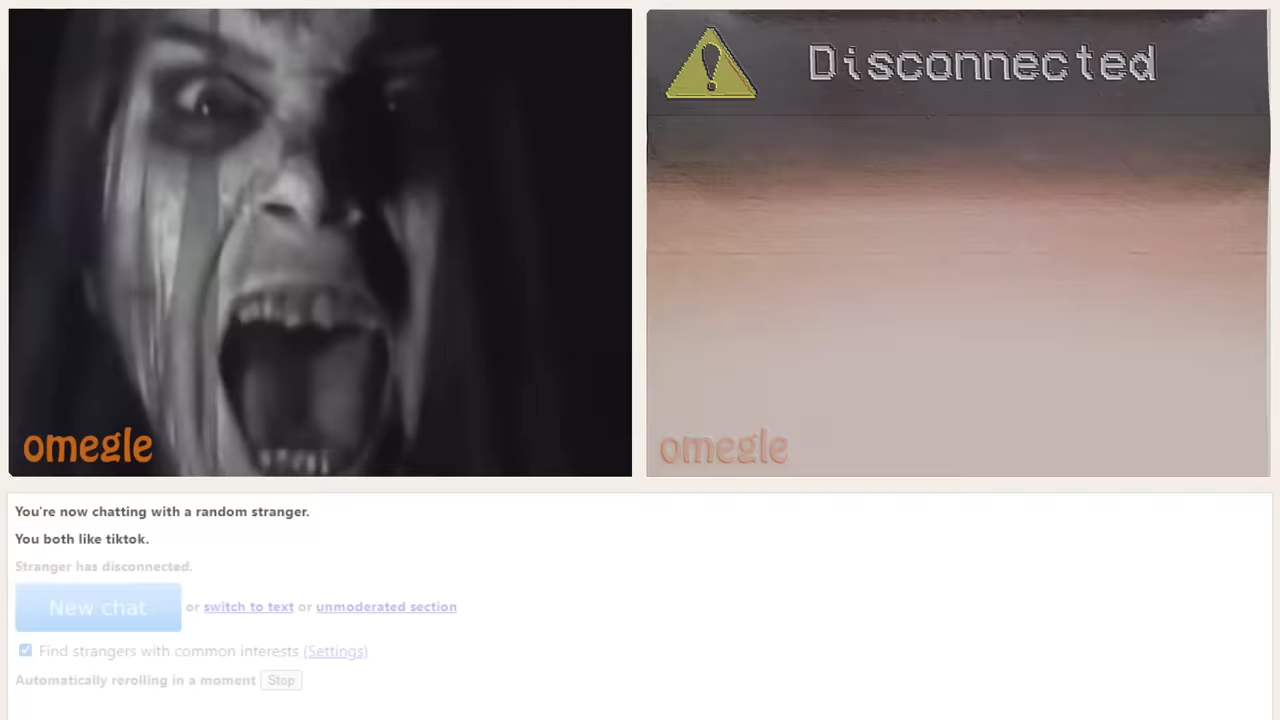 Disconnected
omegle
omegle
You're now chatting with a random stranger.
You both like tiktok.
Stranger has disconnected.
New chat or switch to text or unmoderated section
Find strangers with common interests (Settings)
Automatically rerolling in a moment Stop